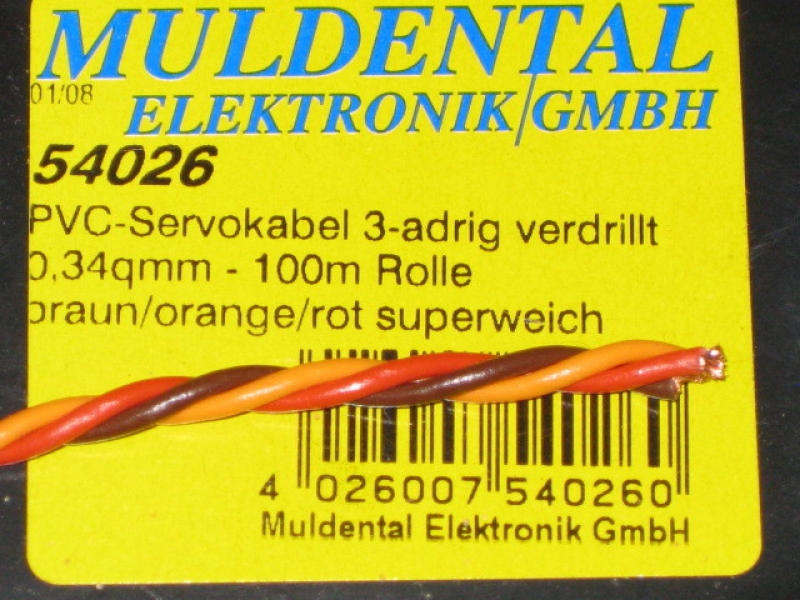 MULDENTAL
01/08
ELEKTRONIK/GMBH
54026
PVC-Servokabel 3-adrig verdrillt
0,34qmm - 100m Rolle
braun/orange/rot superweich
4 026007 540260
Muldental Elektronik GmbH